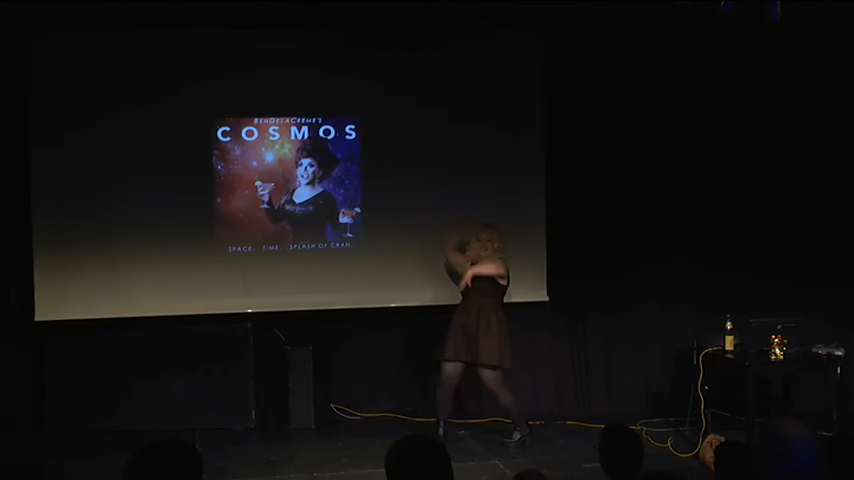 BENDELACREME'S
COSMOS
SPACE. TIME. SPLASH OF CRAN.